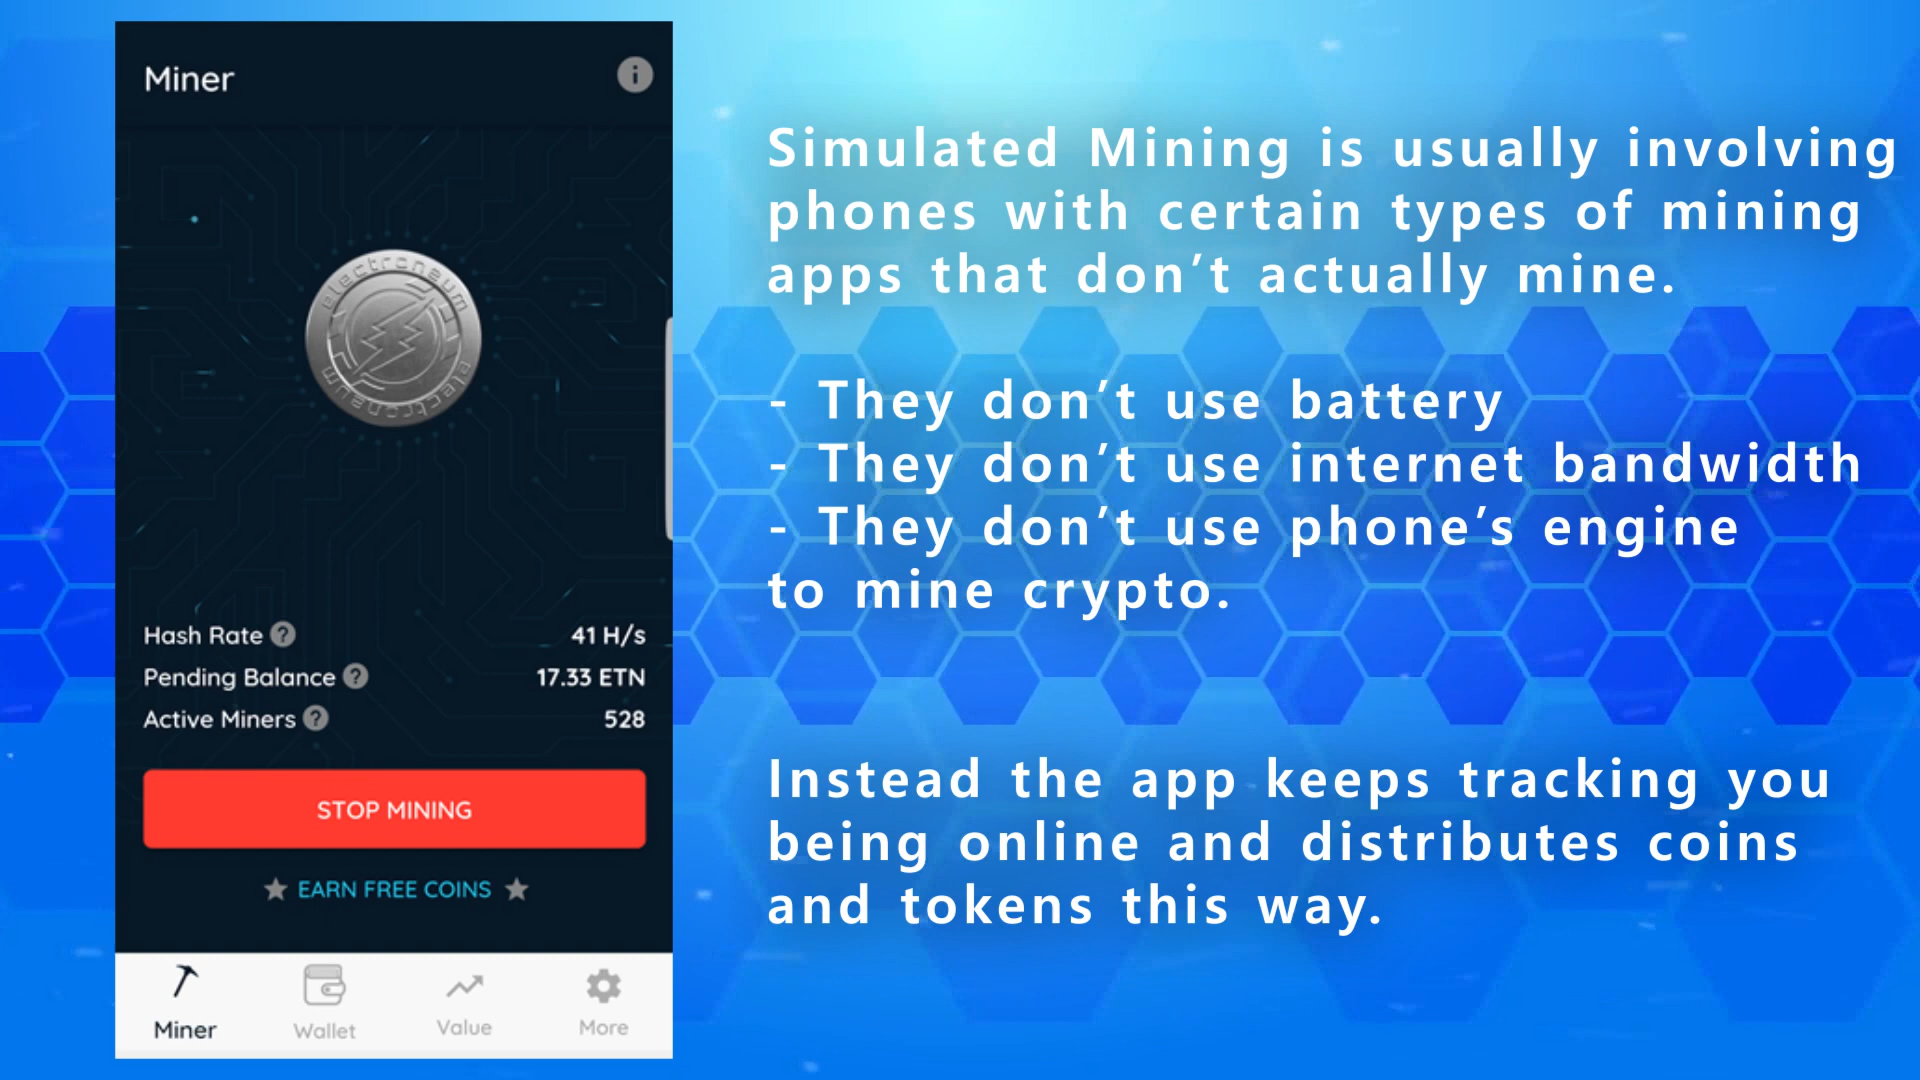 Miner
i
electroneum
electroneum
Hash Rate ? 41 H/s
Pending Balance ? 17.33 ETN
Active Miners ? 528
STOP MINING
★ EARN FREE COINS ★
Miner
Wallet
Value
More
Simulated Mining is usually involving
phones with certain types of mining
apps that don’t actually mine.
- They don’t use battery
- They don’t use internet bandwidth
- They don’t use phone’s engine
to mine crypto.
Instead the app keeps tracking you
being online and distributes coins
and tokens this way.